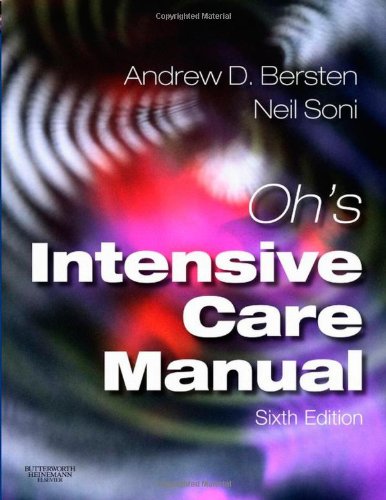 Copyrighted Material
Andrew D. Bersten
Neil Soni
Oh's
Intensive
Care
Manual
Sixth Edition
BUTTERWORTH
HEINEMANN
ELSEVIER
Copyrighted Material